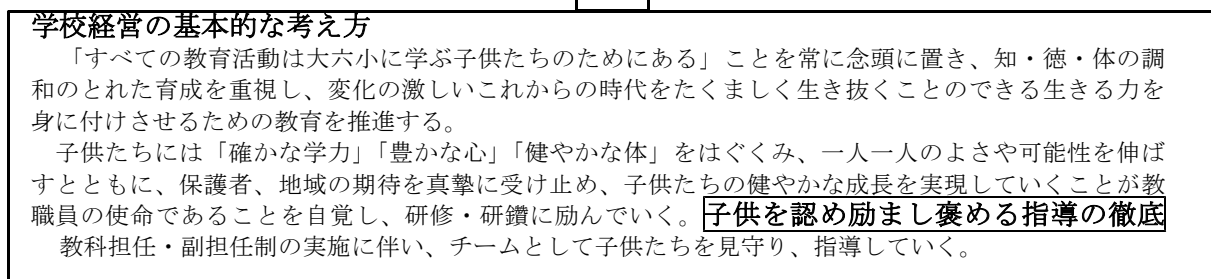 学校経営の基本的な考え方
「すべての教育活動は大六小に学ぶ子供たちのためにある」ことを常に念頭に置き、知・徳・体の調
和のとれた育成を重視し、変化の激しいこれからの時代をたくましく生き抜くことのできる生きる力を
身に付けさせるための教育を推進する。
子供たちには「確かな学力」「豊かな心」「健やかな体」をはぐくみ、一人一人のよさや可能性を伸ば
すとともに、保護者、地域の期待を真摯に受け止め、子供たちの健やかな成長を実現していくことが教
職員の使命であることを自覚し、研修・研鑽に励んでいく。子供を認め励まし褒める指導の徹底
教科担任・副担任制の実施に伴い、チームとして子供たちを見守り、指導していく。